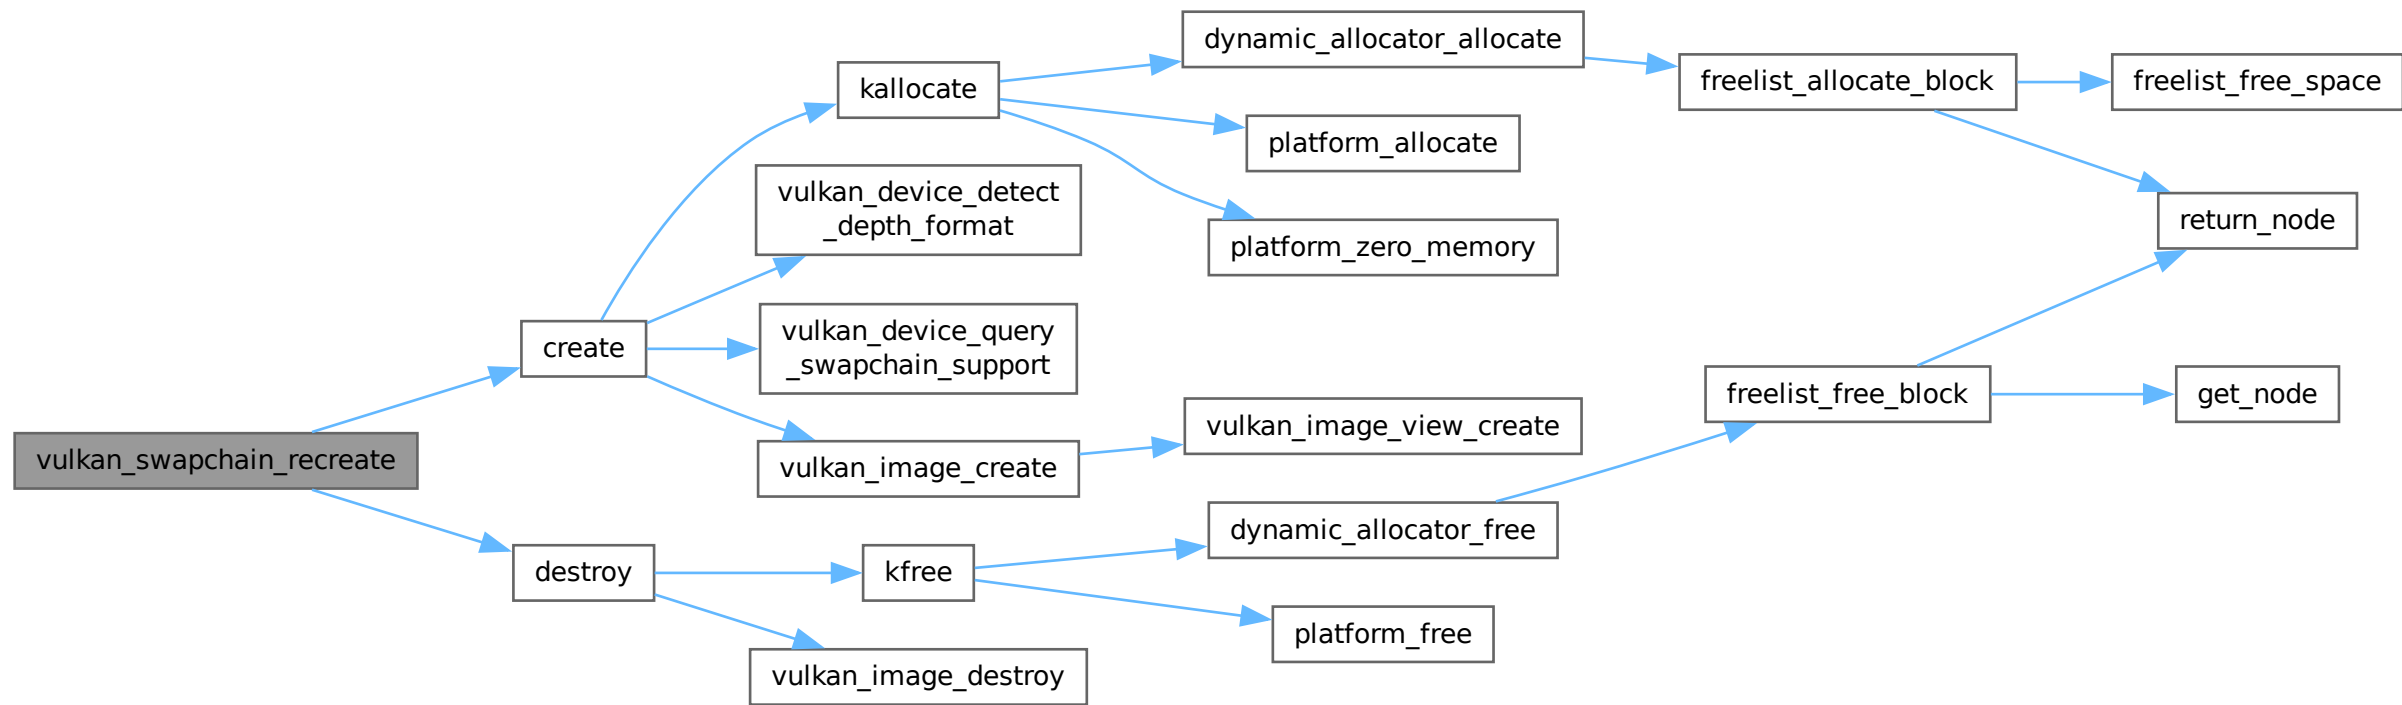 dynamic_allocator_allocate
kallocate
freelist_allocate_block
freelist_free_space
platform_allocate
vulkan_device_detect
_depth_format
return_node
platform_zero_memory
create
vulkan_device_query
_swapchain_support
freelist_free_block
get_node
vulkan_image_view_create
vulkan_swapchain_recreate
vulkan_image_create
dynamic_allocator_free
destroy
kfree
platform_free
vulkan_image_destroy